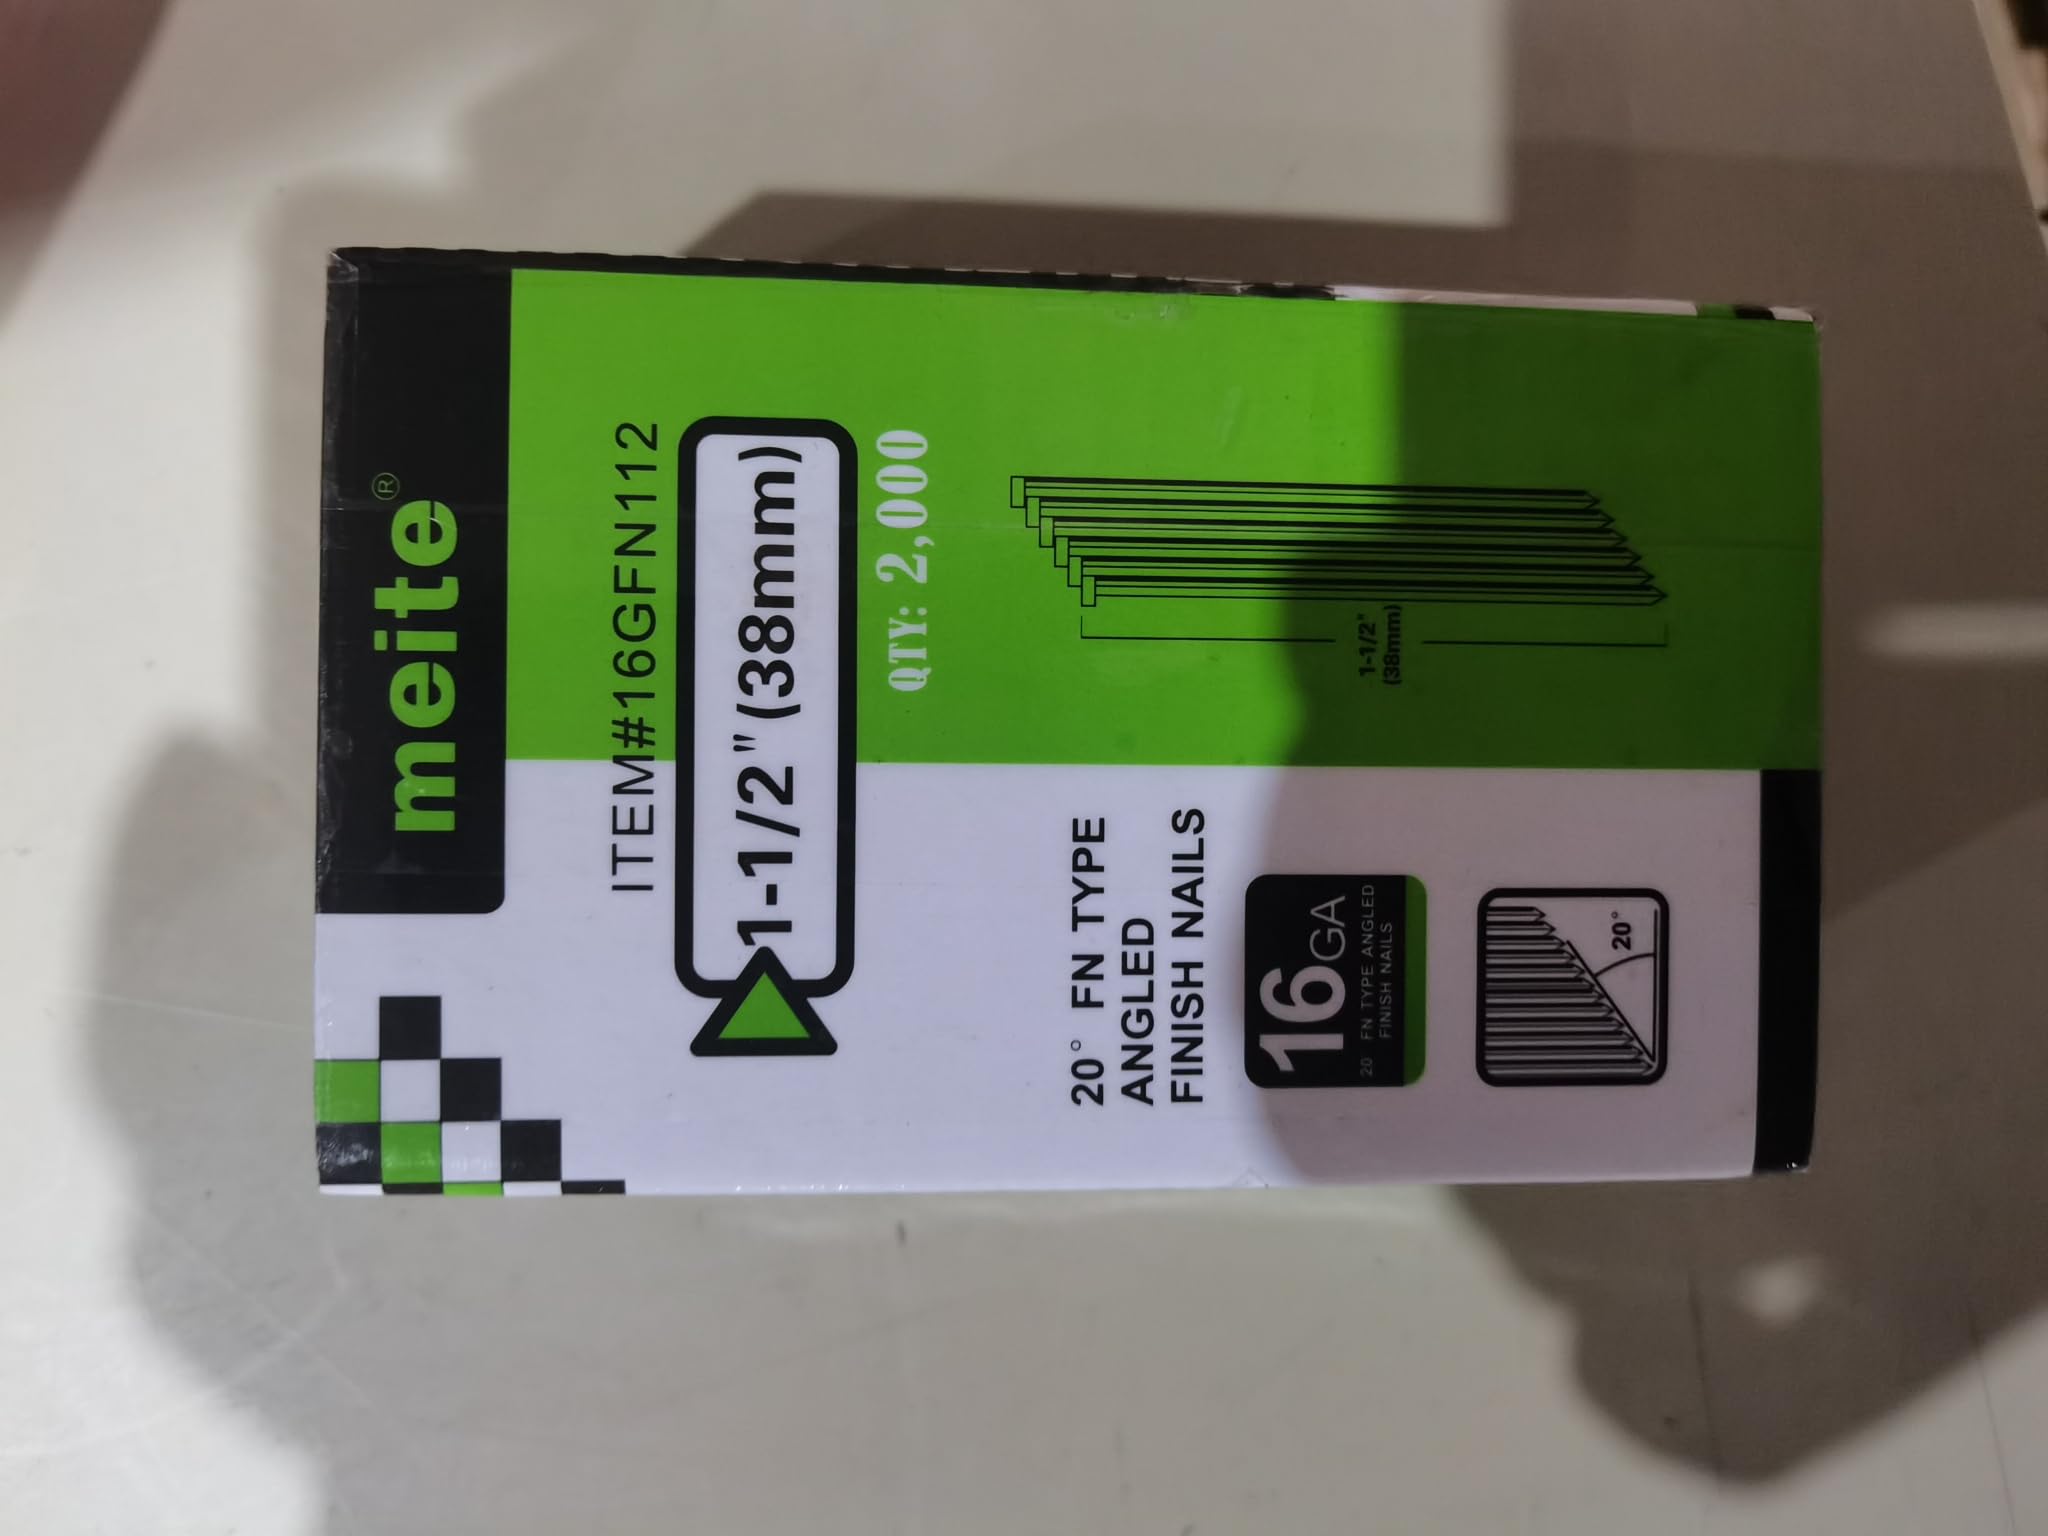 meite®
ITEM#16GFN112
1-1/2"(38mm)
QTY: 2,000
20° FN TYPE
ANGLED
FINISH NAILS
1-1/2"
(38mm)
16GA
20 FN TYPE ANGLED
FINISH NAILS
20°